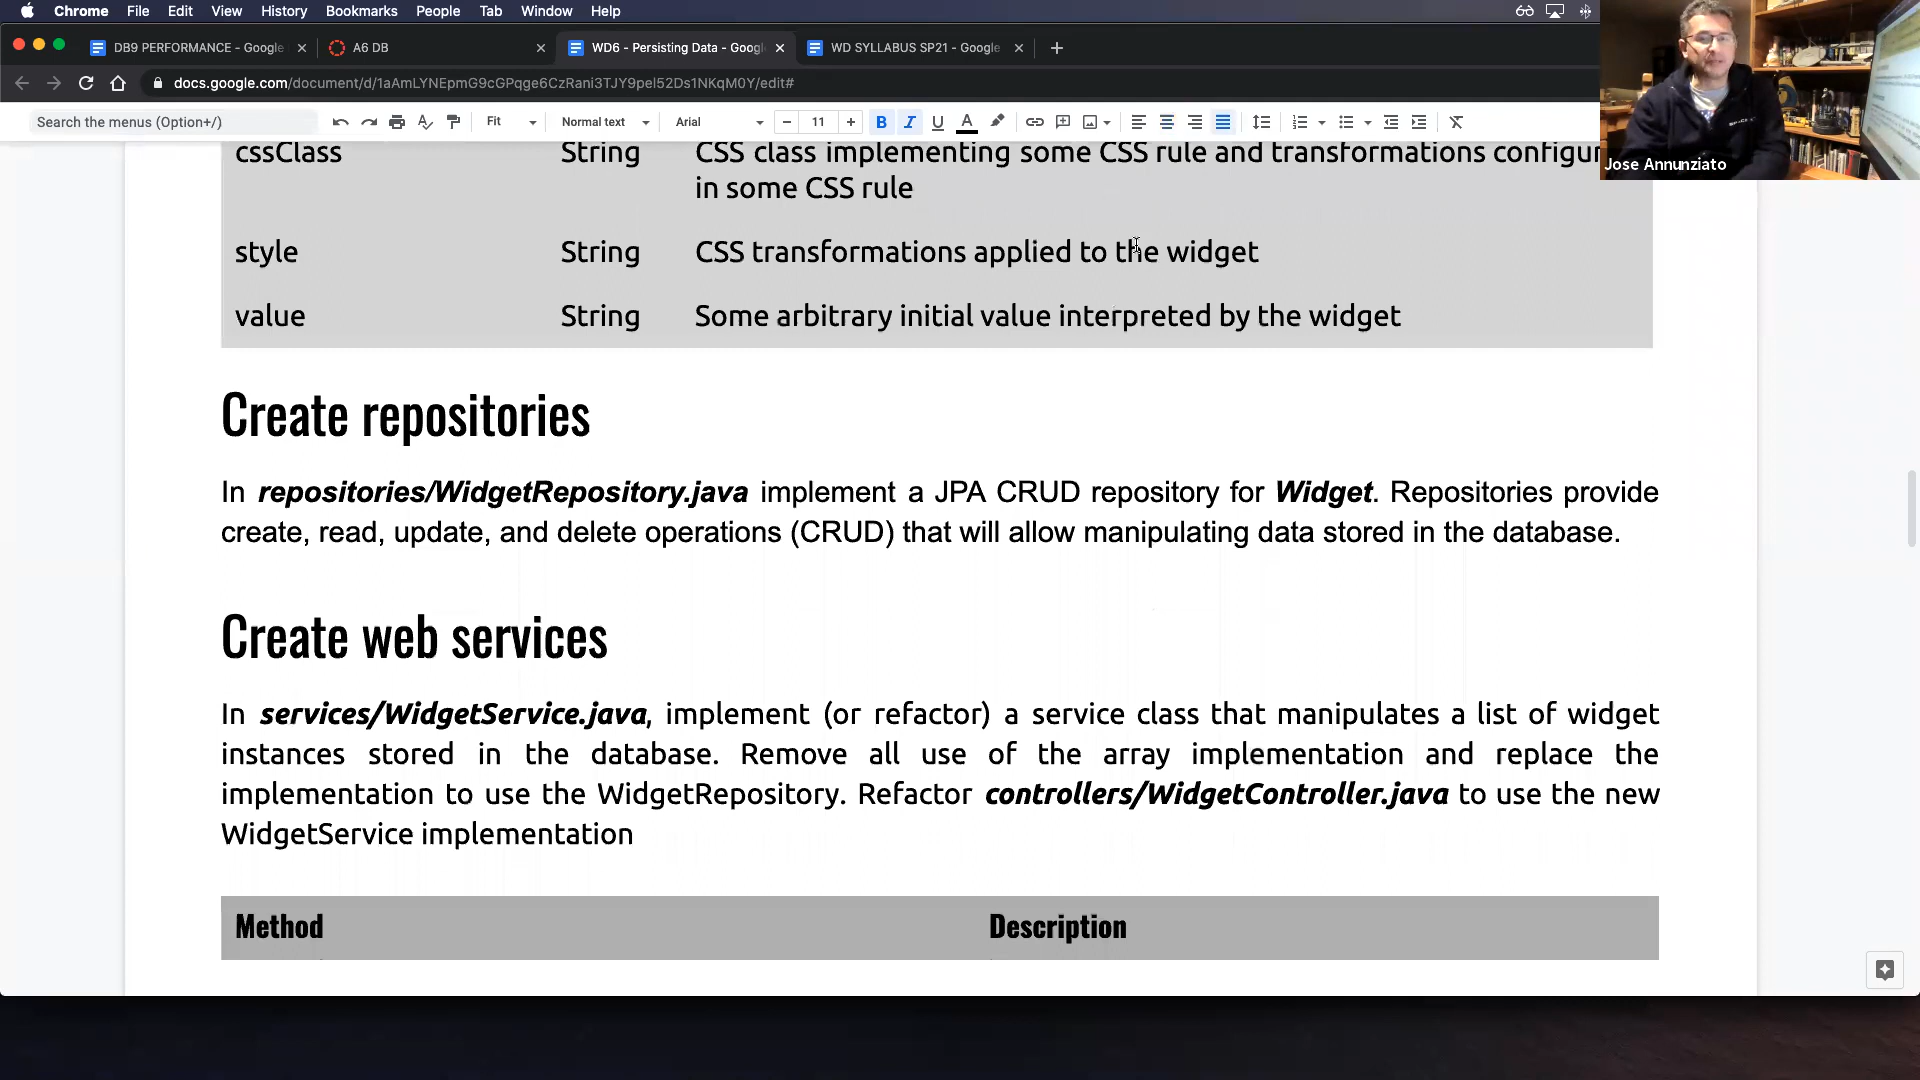 Chrome File Edit View History Bookmarks People Tab Window Help
DB9 PERFORMANCE - Google
A6 DB
WD6 - Persisting Data - Googl
WD SYLLABUS SP21 - Google
docs.google.com/document/d/1aAmLYNEpmG9cGPqge6CzRani3TJY9pel52Ds1NKqM0Y/edit#
Search the menus (Option+/) Fit Normal text Arial 11 B I U A
Jose Annunziato
cssClass String CSS class implementing some CSS rule and transformations configur
in some CSS rule
style String CSS transformations applied to the widget
value String Some arbitrary initial value interpreted by the widget
Create repositories
In repositories/WidgetRepository.java implement a JPA CRUD repository for Widget. Repositories provide
create, read, update, and delete operations (CRUD) that will allow manipulating data stored in the database.
Create web services
In services/WidgetService.java, implement (or refactor) a service class that manipulates a list of widget
instances stored in the database. Remove all use of the array implementation and replace the
implementation to use the WidgetRepository. Refactor controllers/WidgetController.java to use the new
WidgetService implementation
Method Description